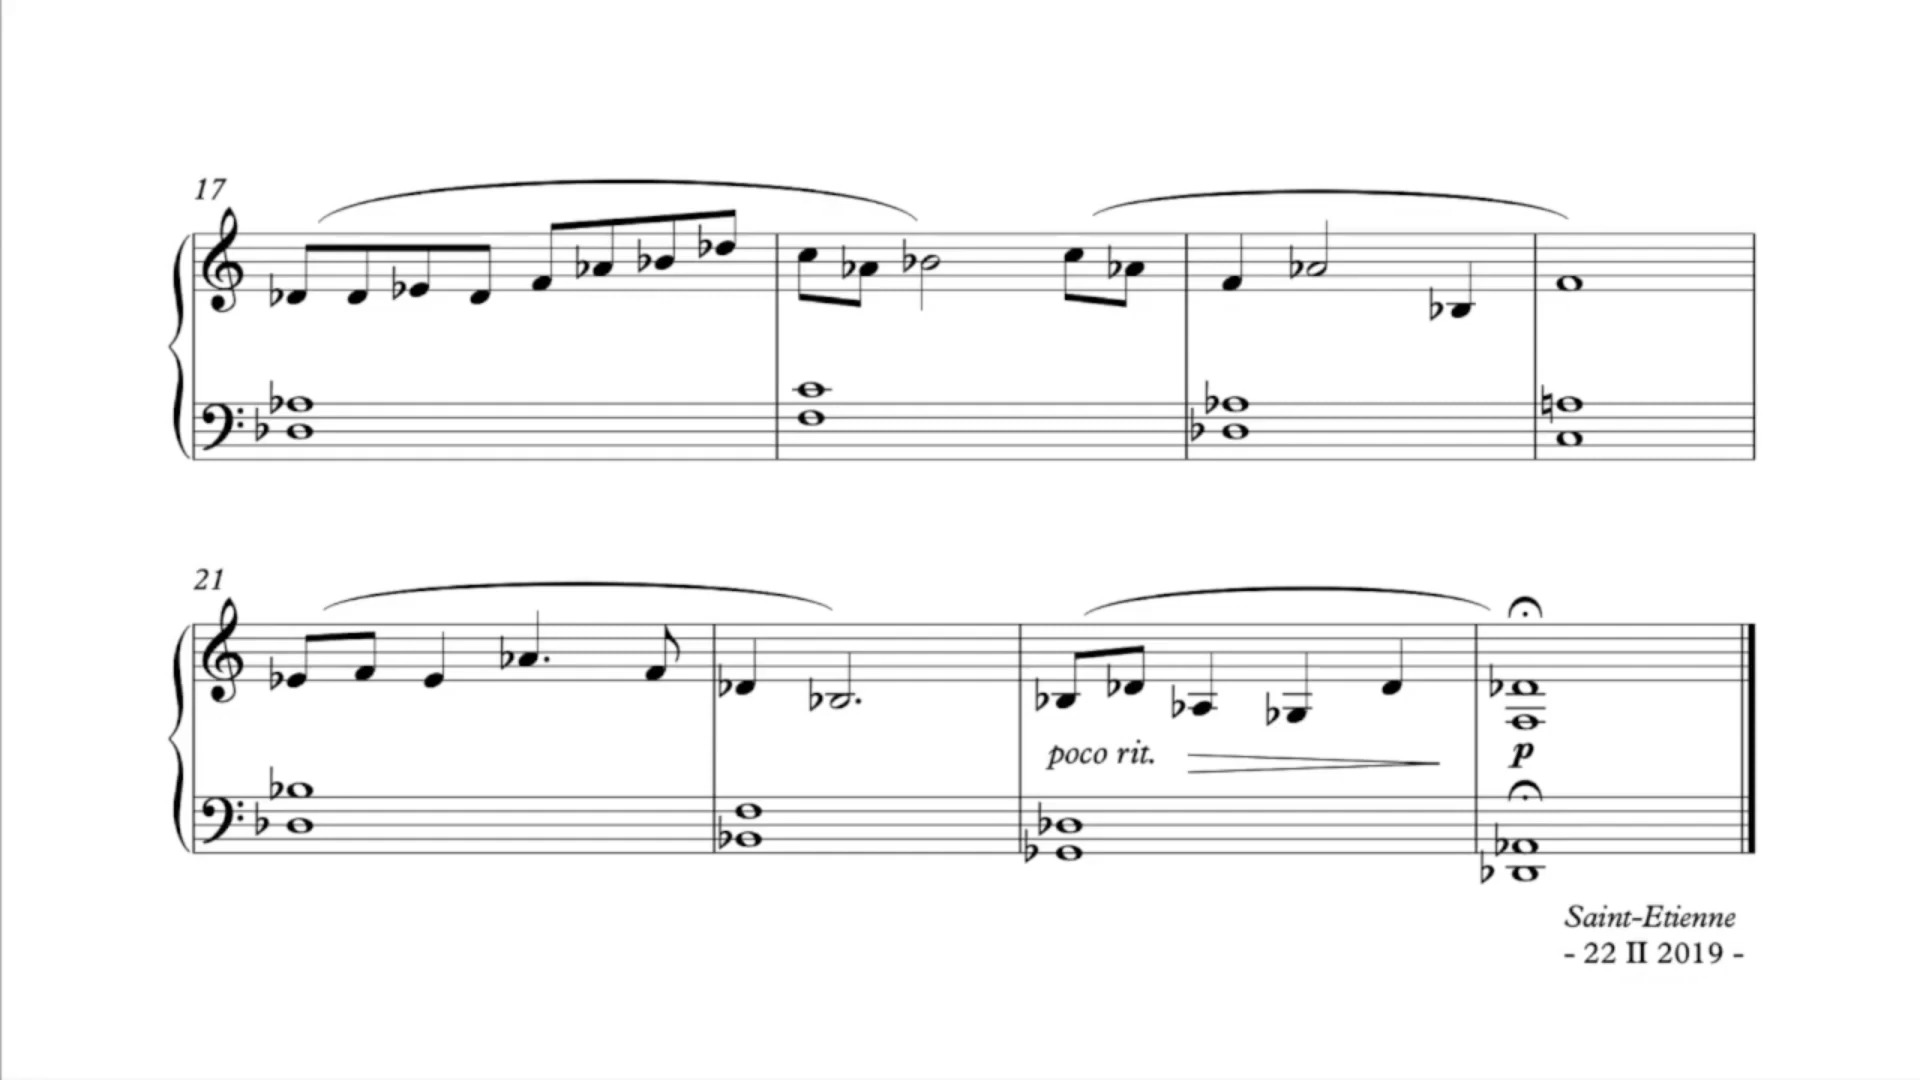 17
21
poco rit.
p
Saint-Etienne
- 22 II 2019 -